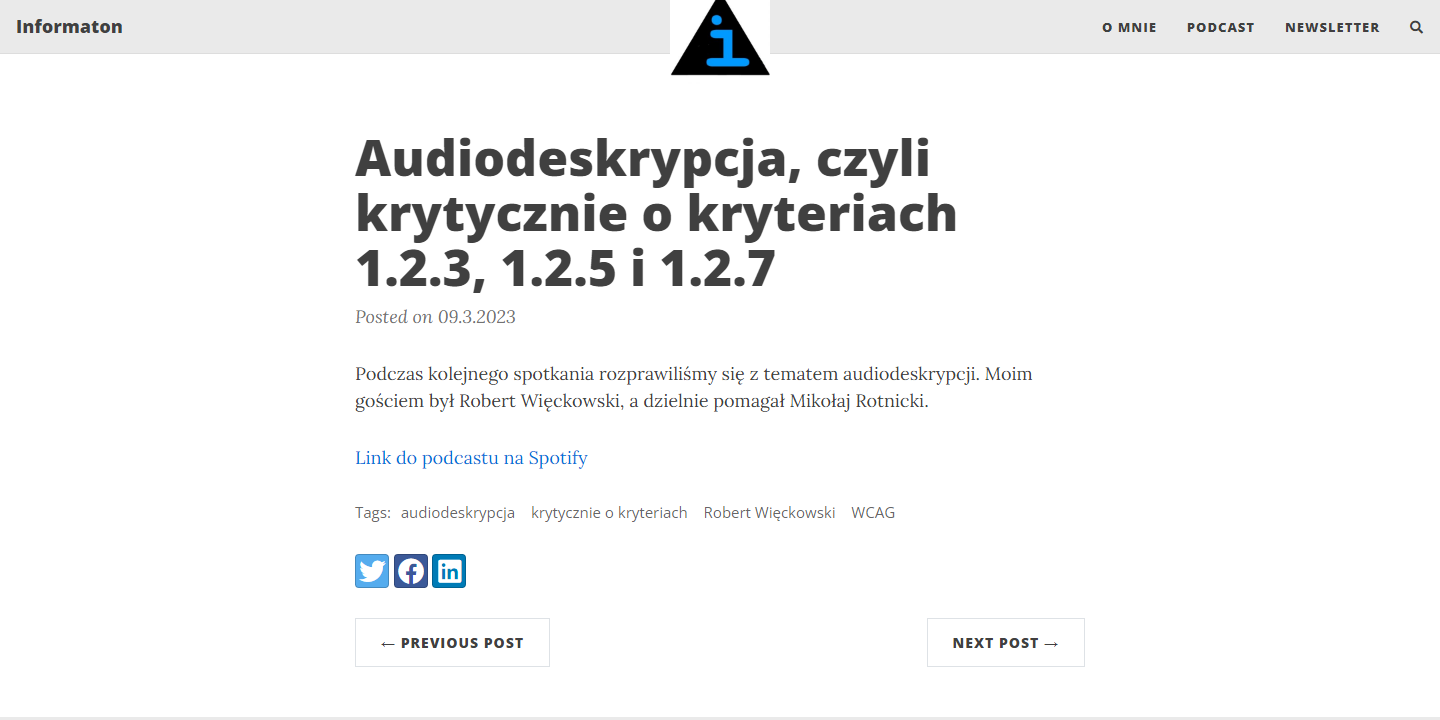 Informaton
i
O MNIE PODCAST NEWSLETTER
Audiodeskrypcja, czyli
krytycznie o kryteriach
1.2.3, 1.2.5 i 1.2.7
Posted on 09.3.2023
Podczas kolejnego spotkania rozprawiliśmy się z tematem audiodeskrypcji. Moim
gościem był Robert Więckowski, a dzielnie pomagał Mikołaj Rotnicki.
Link do podcastu na Spotify
Tags: audiodeskrypcja krytycznie o kryteriach Robert Więckowski WCAG
← PREVIOUS POST NEXT POST →